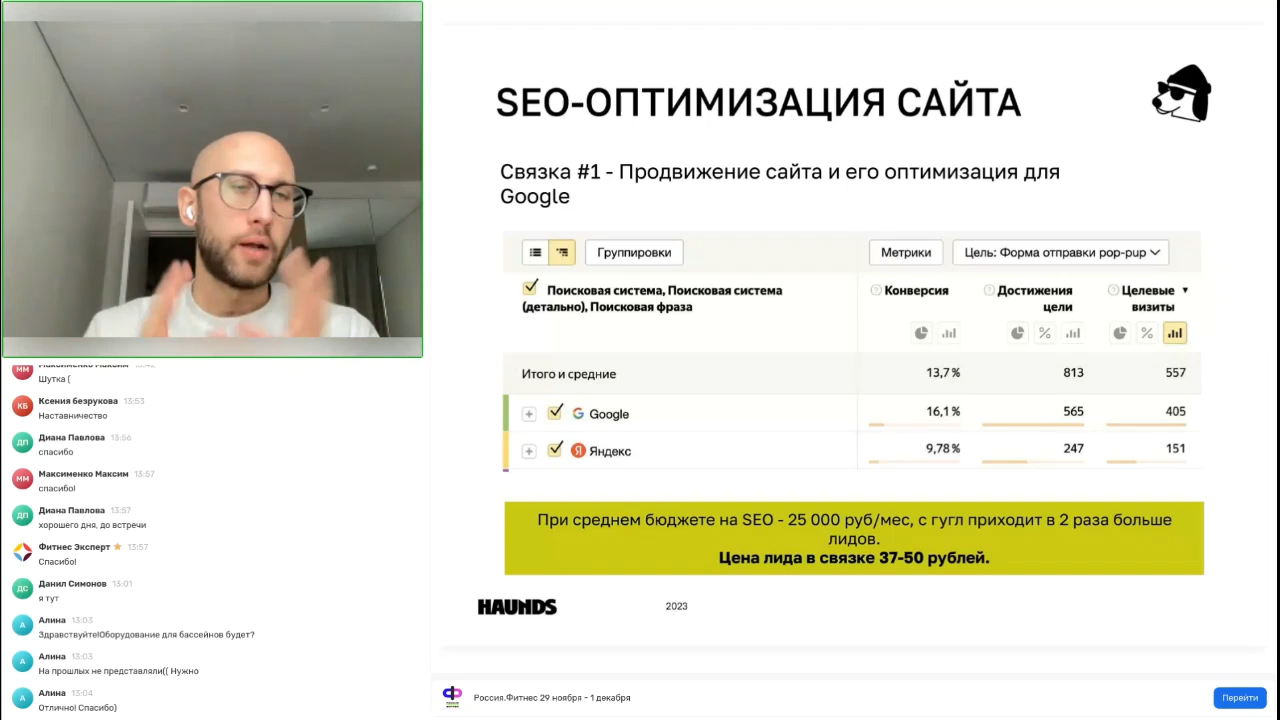 SEO-ОПТИМИЗАЦИЯ САЙТА
Связка #1 - Продвижение сайта и его оптимизация для
Google
Группировки
Метрики
Цель: Форма отправки pop-pup
Поисковая система, Поисковая система
(детально), Поисковая фраза
Конверсия
Достижения
цели
Целевые
визиты
Итого и средние
13,7 %
813
557
Google
16,1 %
565
405
Яндекс
9,78 %
247
151
При среднем бюджете на SEO - 25 000 руб/мес, с гугл приходит в 2 раза больше
лидов.
Цена лида в связке 37-50 рублей.
HAUNDS
2023
ММ
Шутка (
КБ
Ксения безрукова 13:53
Наставничество
ДП
Диана Павлова 13:56
спасибо
ММ
Максименко Максим 13:57
спасибо!
ДП
Диана Павлова 13:57
хорошего дня, до встречи
Фитнес Эксперт 13:57
Спасибо!
ДС
Данил Симонов 13:01
я тут
А
Алина 13:03
Здравствуйте!Оборудование для бассейнов будет?
А
Алина 13:03
На прошлых не представляли(( Нужно
А
Алина 13:04
Отлично! Спасибо)
Россия.Фитнес 29 ноября - 1 декабря
Перейти